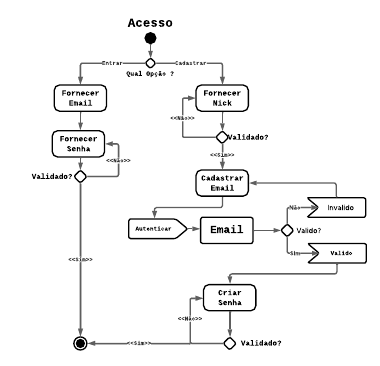 Acesso
Entrar
Cadastrar
Qual Opção ?
Fornecer
Email
Fornecer
Nick
<<Não>>
Fornecer
Senha
Validado?
<<Não>>
<<Sim>>
Validado?
Cadastrar
Email
Não
Invalido
Autenticar
Email
Valido?
Sim
Valido
<<Sim>>
Criar
Senha
<<Não>>
<<Sim>>
Validado?